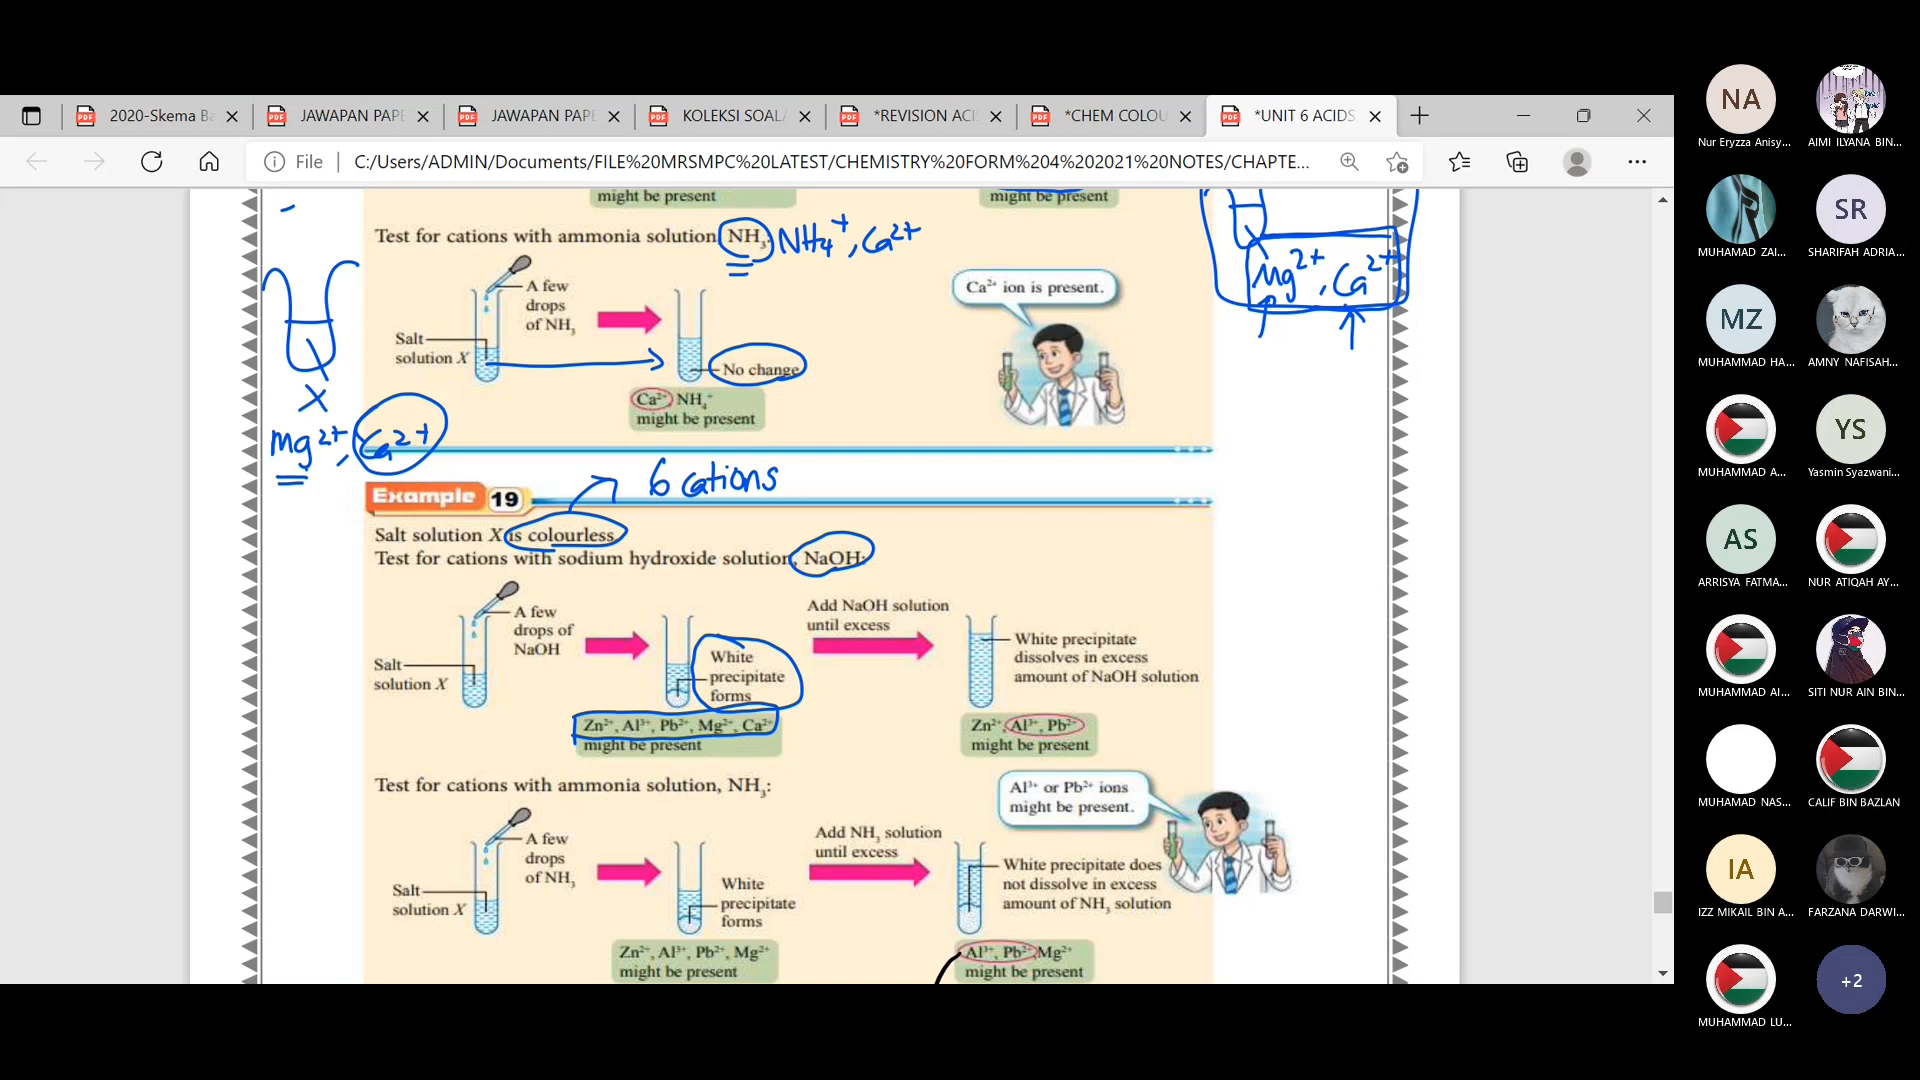 2020-Skema Ba
JAWAPAN PAPE
JAWAPAN PAPE
KOLEKSI SOALA
*REVISION ACI
*CHEM COLOU
*UNIT 6 ACIDS,
File
C:/Users/ADMIN/Documents/FILE%20MRSMPC%20LATEST/CHEMISTRY%20FORM%204%202021%20NOTES/CHAPTE...
might be present
might be present
Test for cations with ammonia solution, NH₃:
NH₄⁺, Ca²⁺
A few
drops
of NH₃
Salt
solution X
No change
Ca²⁺ NH₄⁺
might be present
Ca²⁺ ion is present.
Mg²⁺, Ca²⁺
X
Mg²⁺, Ca²⁺
6 cations
Example 19
Salt solution X is colourless.
Test for cations with sodium hydroxide solution, NaOH:
A few
drops of
NaOH
Salt
solution X
White
precipitate
forms
Zn²⁺, Al³⁺, Pb²⁺, Mg²⁺, Ca²⁺
might be present
Add NaOH solution
until excess
White precipitate
dissolves in excess
amount of NaOH solution
Zn²⁺, Al³⁺, Pb²⁺
might be present
Test for cations with ammonia solution, NH₃:
A few
drops
of NH₃
Salt
solution X
White
precipitate
forms
Zn²⁺, Al³⁺, Pb²⁺, Mg²⁺
might be present
Add NH₃ solution
until excess
White precipitate does
not dissolve in excess
amount of NH₃ solution
Al³⁺, Pb²⁺, Mg²⁺
might be present
Al³⁺ or Pb²⁺ ions
might be present.
NA
Nur Eryzza Anisy...
AIMI ILYANA BIN...
MUHAMAD ZAI...
SR
SHARIFAH ADRIA...
MZ
MUHAMMAD HA...
AMNY NAFISAH...
MUHAMMAD A...
YS
Yasmin Syazwani...
AS
ARRISYA FATMA...
NUR ATIQAH AY...
MUHAMMAD AI...
SITI NUR AIN BIN...
MUHAMAD NAS...
CALIF BIN BAZLAN
IA
IZZ MIKAIL BIN A...
FARZANA DARWI...
MUHAMMAD LU...
+2